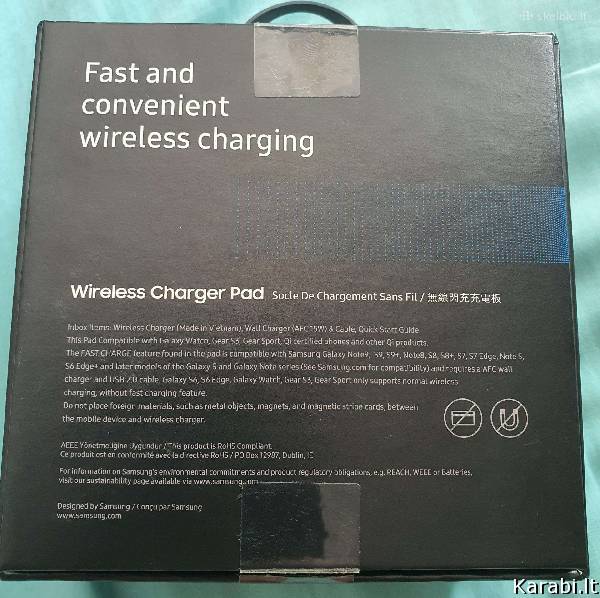 skelbiu.lt
Fast and
convenient
wireless charging
Wireless Charger Pad Socle De Chargement Sans Fil / 無線閃充充電板
Inbox Items: Wireless Charger (Made in Vietnam), Wall Charger (AFC 15W) & Cable, Quick Start Guide
This Pad Compatible with Galaxy Watch, Gear S3, Gear Sport, Qi certified phones and other Qi products.
The FAST CHARGE feature found in the pad is compatible with Samsung Galaxy Note9, S9, S9+, Note8, S8, S8+, S7, S7 Edge, Note 5,
S6 Edge+ and later models of the Galaxy S and Galaxy Note series (See Samsung.com for compatibility) and requires a AFC wall
charger and USB 2.0 cable. Galaxy S6, S6 Edge, Galaxy Watch, Gear S3, Gear Sport only supports normal wireless
charging, without fast charging feature.
Do not place foreign materials, such as metal objects, magnets, and magnetic stripe cards, between
the mobile device and wireless charger.
AEEE Yönetmeliğine Uygundur / This product is RoHS Compliant.
Ce produit est en conformité avec la directive RoHS / PO Box 12987, Dublin, IE
For information on Samsung's environmental commitments and product regulatory obligations, e.g. REACH, WEEE or Batteries,
visit our sustainability page available via www.samsung.com
Designed by Samsung / Conçu par Samsung
www.samsung.com
Karabi.lt